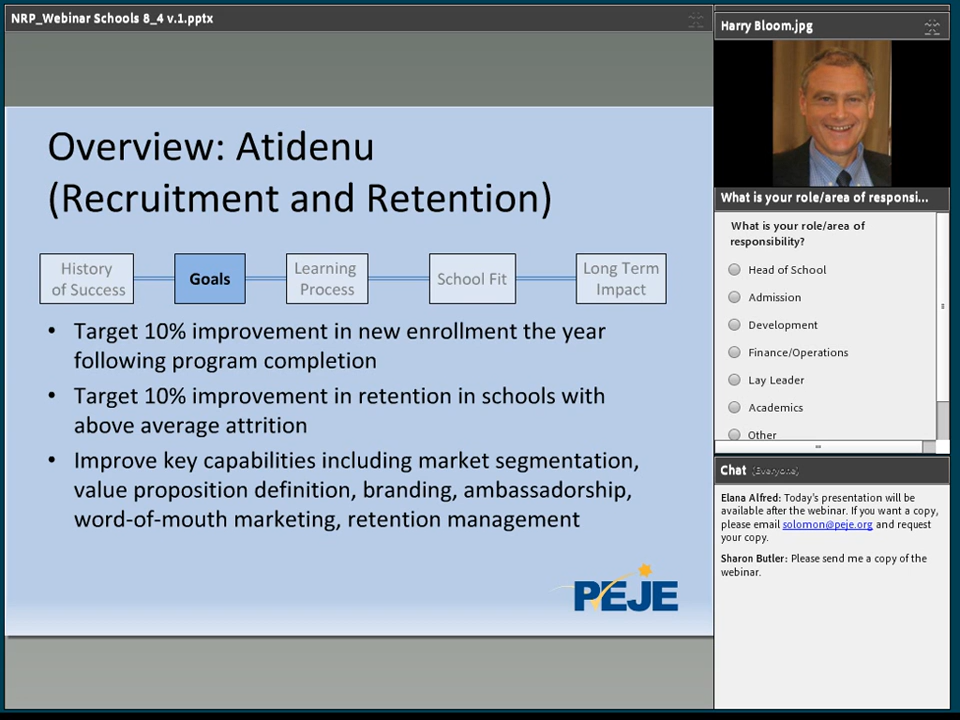 NRP_Webinar Schools 8_4 v.1.pptx
Overview: Atidenu
(Recruitment and Retention)
History
of Success
Goals
Learning
Process
School Fit
Long Term
Impact
• Target 10% improvement in new enrollment the year
following program completion
• Target 10% improvement in retention in schools with
above average attrition
• Improve key capabilities including market segmentation,
value proposition definition, branding, ambassadorship,
word-of-mouth marketing, retention management
PEJE
Harry Bloom.jpg
What is your role/area of responsi...
What is your role/area of
responsibility?
Head of School
Admission
Development
Finance/Operations
Lay Leader
Academics
Other
Chat (Everyone)
Elana Alfred: Today's presentation will be
available after the webinar. If you want a copy,
please email solomon@peje.org and request
your copy.
Sharon Butler: Please send me a copy of the
webinar.